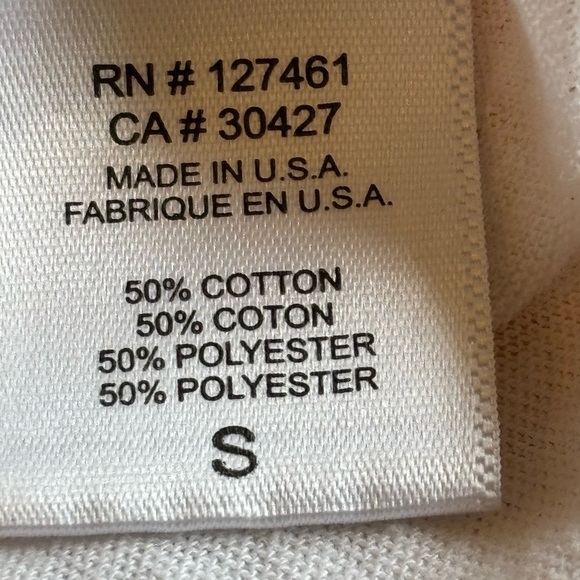 RN # 127461
CA # 30427
MADE IN U.S.A.
FABRIQUE EN U.S.A.
50% COTTON
50% COTON
50% POLYESTER
50% POLYESTER
S